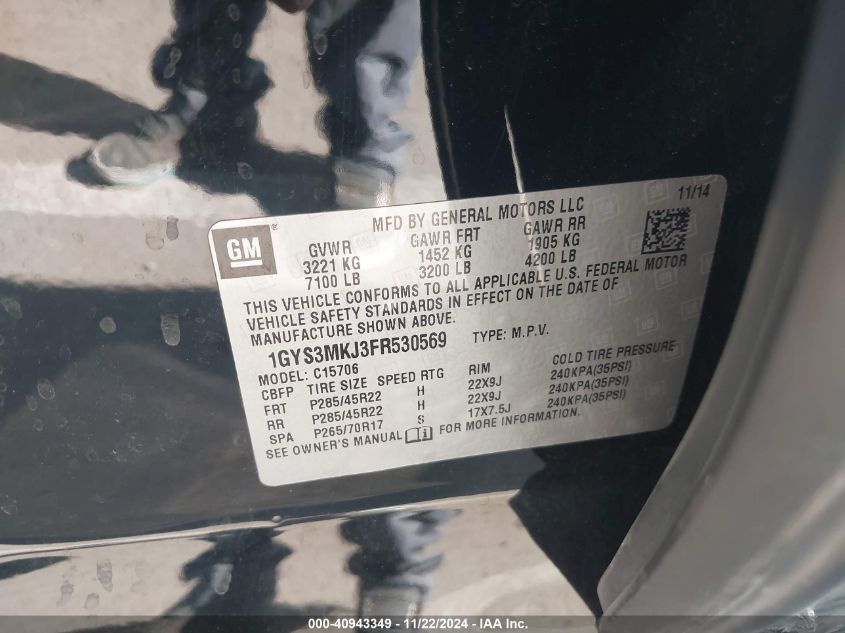 11/14
GM ®
MFD BY GENERAL MOTORS LLC
GVWR GAWR FRT GAWR RR
3221 KG 1452 KG 1905 KG
7100 LB 3200 LB 4200 LB
THIS VEHICLE CONFORMS TO ALL APPLICABLE U.S. FEDERAL MOTOR
VEHICLE SAFETY STANDARDS IN EFFECT ON THE DATE OF
MANUFACTURE SHOWN ABOVE.
1GYS3MKJ3FR530569 TYPE: M.P.V.
MODEL: C15706
CBFP TIRE SIZE SPEED RTG RIM COLD TIRE PRESSURE
FRT P285/45R22 H 22X9J 240KPA(35PSI)
RR P285/45R22 H 22X9J 240KPA(35PSI)
SPA P265/70R17 S 17X7.5J 240KPA(35PSI)
SEE OWNER'S MANUAL FOR MORE INFORMATION.
000-40943349 - 11/22/2024 - IAAI, Inc.